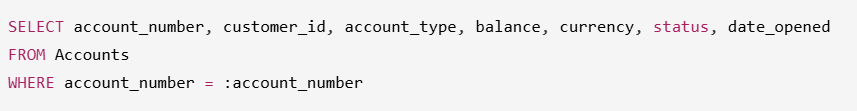 SELECT account_number, customer_id, account_type, balance, currency, status, date_opened
FROM Accounts
WHERE account_number = :account_number